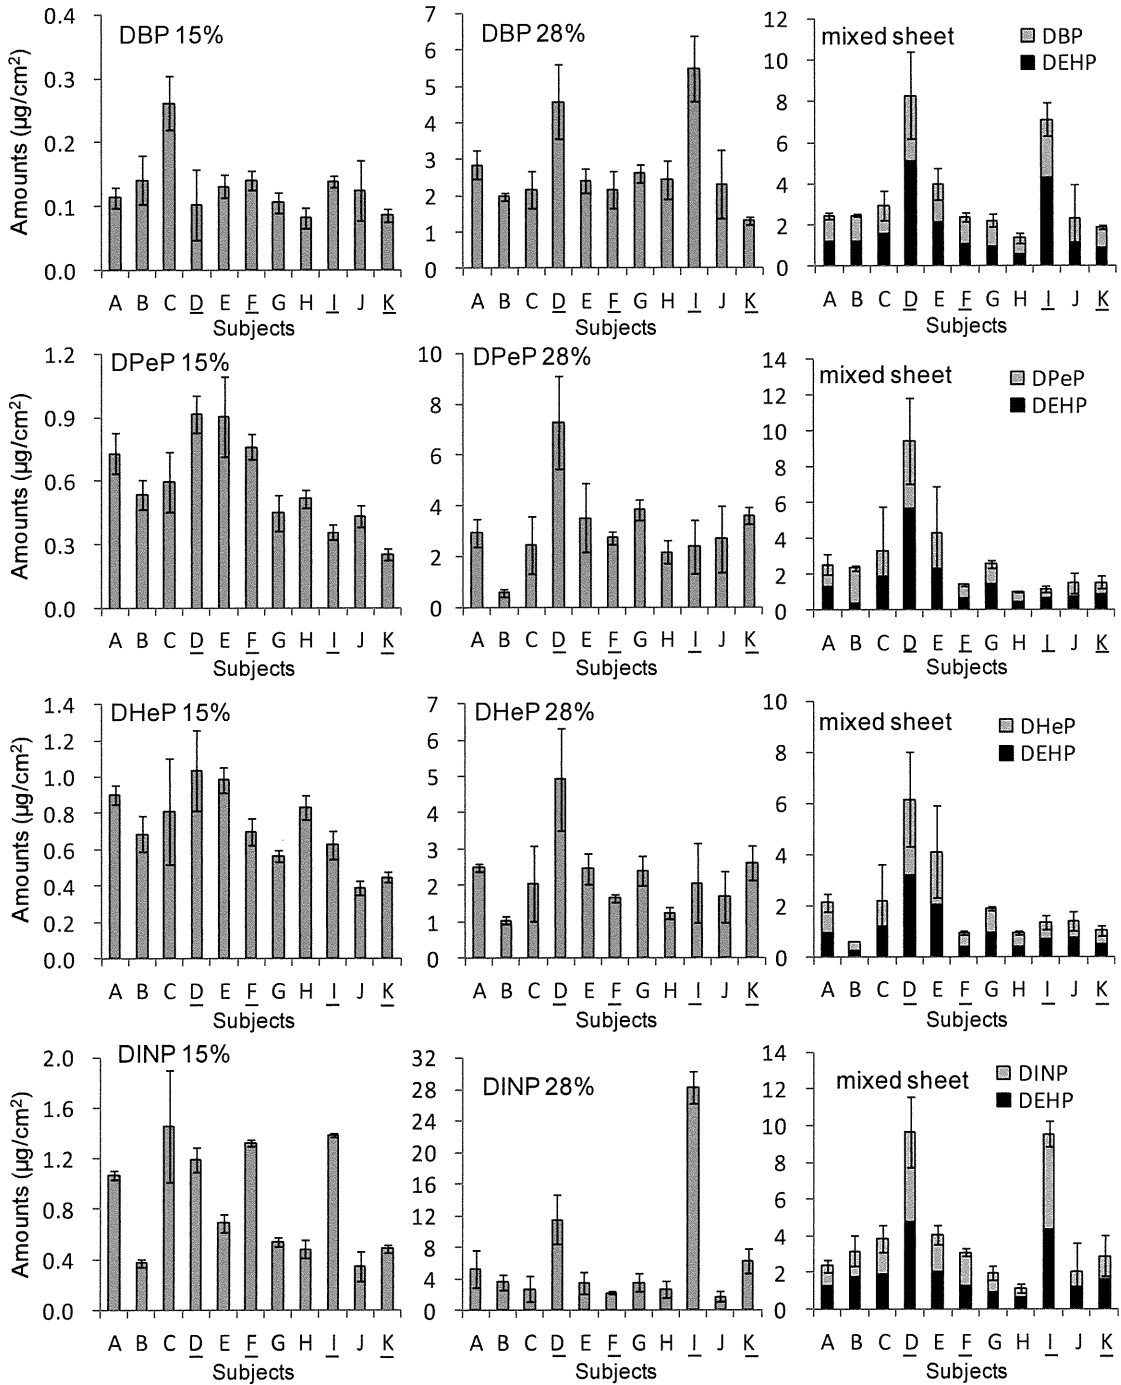 DBP 15%
Amounts (µg/cm2)
0.4
0.3
0.3
0.2
0.2
0.1
0.1
0.0
A B C D E F G H I J K
Subjects
DBP 28%
7
6
5
4
3
2
1
0
A B C D E F G H I J K
Subjects
mixed sheet
DBP
DEHP
12
10
8
6
4
2
0
A B C D E F G H I J K
Subjects
DPeP 15%
Amounts (µg/cm2)
1.2
0.9
0.6
0.3
0.0
A B C D E F G H I J K
Subjects
DPeP 28%
10
8
6
4
2
0
A B C D E F G H I J K
Subjects
mixed sheet
DPeP
DEHP
14
12
10
8
6
4
2
0
A B C D E F G H I J K
Subjects
DHeP 15%
Amounts (µg/cm2)
1.4
1.2
1.0
0.8
0.6
0.4
0.2
0.0
A B C D E F G H I J K
Subjects
DHeP 28%
7
6
5
4
3
2
1
0
A B C D E F G H I J K
Subjects
mixed sheet
DHeP
DEHP
10
8
6
4
2
0
A B C D E F G H I J K
Subjects
DINP 15%
Amounts (µg/cm2)
2.0
1.6
1.2
0.8
0.4
0.0
A B C D E F G H I J K
Subjects
DINP 28%
32
28
24
20
16
12
8
4
0
A B C D E F G H I J K
Subjects
mixed sheet
DINP
DEHP
14
12
10
8
6
4
2
0
A B C D E F G H I J K
Subjects